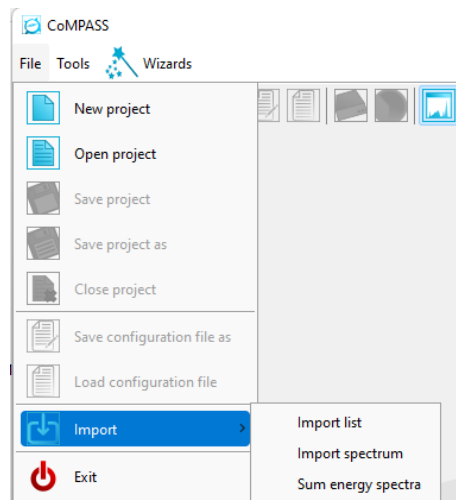 CoMPASS
File Tools Wizards
New project
Open project
Save project
Save project as
Close project
Save configuration file as
Load configuration file
Import
Import list
Import spectrum
Exit
Sum energy spectra